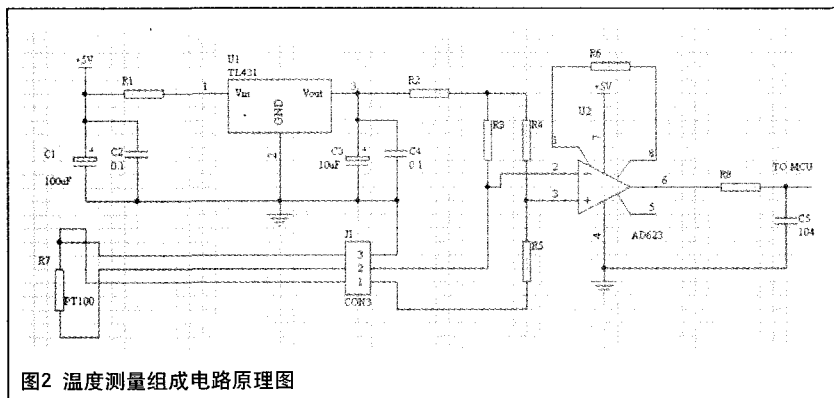 +5V
R1
U1
TL431
1
Vin
Vout
3
GND
2
R2
R3
R4
R6
+5V
U2
7
1
8
2
3
6
5
4
AD623
R8
TO MCU
C5
104
C1
100uF
C2
0.1
C3
10uF
C4
0.1
R5
J1
3
2
1
CON3
R7
PT100
图2 温度测量组成电路原理图